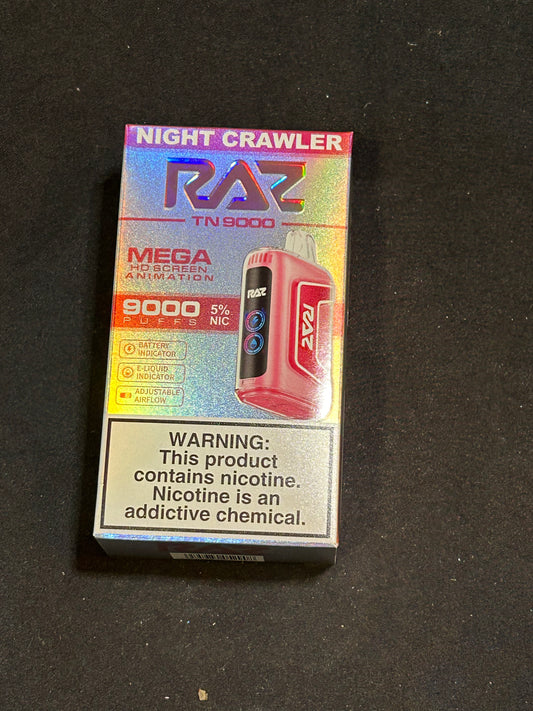 NIGHT CRAWLER
RAZ
TN 9000
MEGA
HD SCREEN
ANIMATION
9000
PUFFS
5%
NIC
BATTERY
INDICATOR
E-LIQUID
INDICATOR
ADJUSTABLE
AIRFLOW
RAZ
RAZ
WARNING:
This product
contains nicotine.
Nicotine is an
addictive chemical.